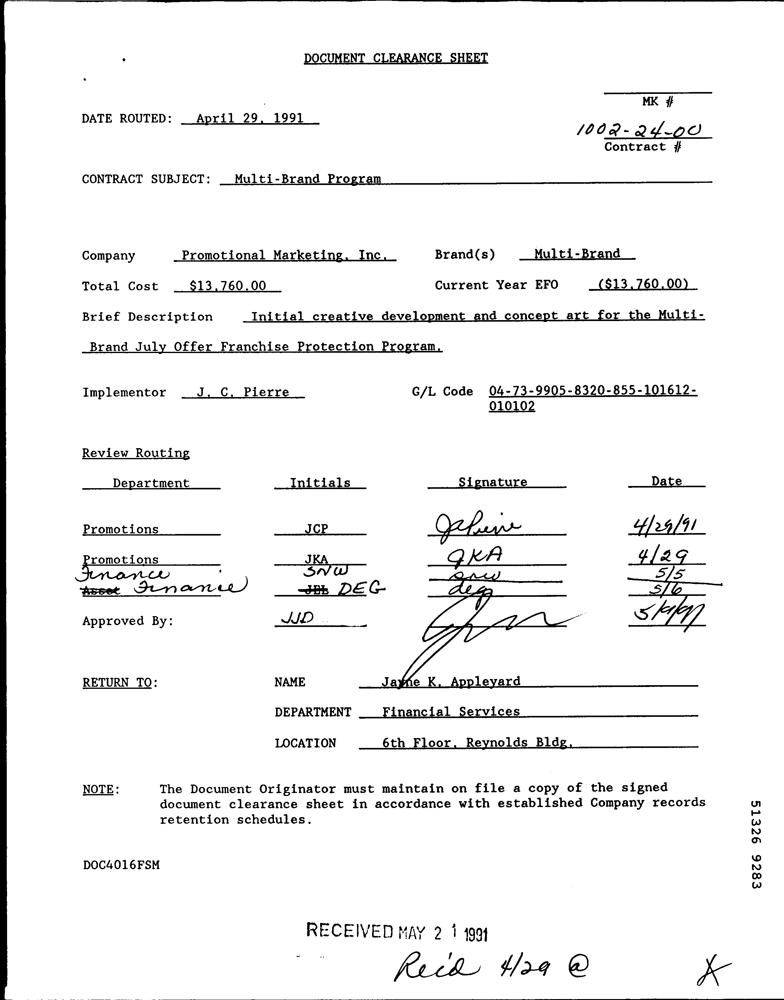 DOCUMENT CLEARANCE SHEET
MK #
DATE ROUTED: April 29, 1991
1002-24-00
Contract #
CONTRACT SUBJECT: Multi-Brand Program
Company Promotional Marketing, Inc. Brand(s) Multi-Brand
Total Cost $13,760.00 Current Year EFO ($13,760.00)
Brief Description Initial creative development and concept art for the Multi-
Brand July Offer Franchise Protection Program.
Implementor J. C. Pierre G/L Code 04-73-9905-8320-855-101612-
010102
Review Routing
Department Initials Signature Date
Promotions JCP 4/29/91
Promotions JKA JKA 4/29
Finance SNW snw 5/5
Asset Finance JBL DEG deg 5/6
Approved By: JJD
RETURN TO: NAME Jayne K. Appleyard
DEPARTMENT Financial Services
LOCATION 6th Floor, Reynolds Bldg.
NOTE: The Document Originator must maintain on file a copy of the signed
document clearance sheet in accordance with established Company records
retention schedules.
DOC4016FSM
51326 9283
RECEIVED MAY 21 1991
Rec'd 4/29 @